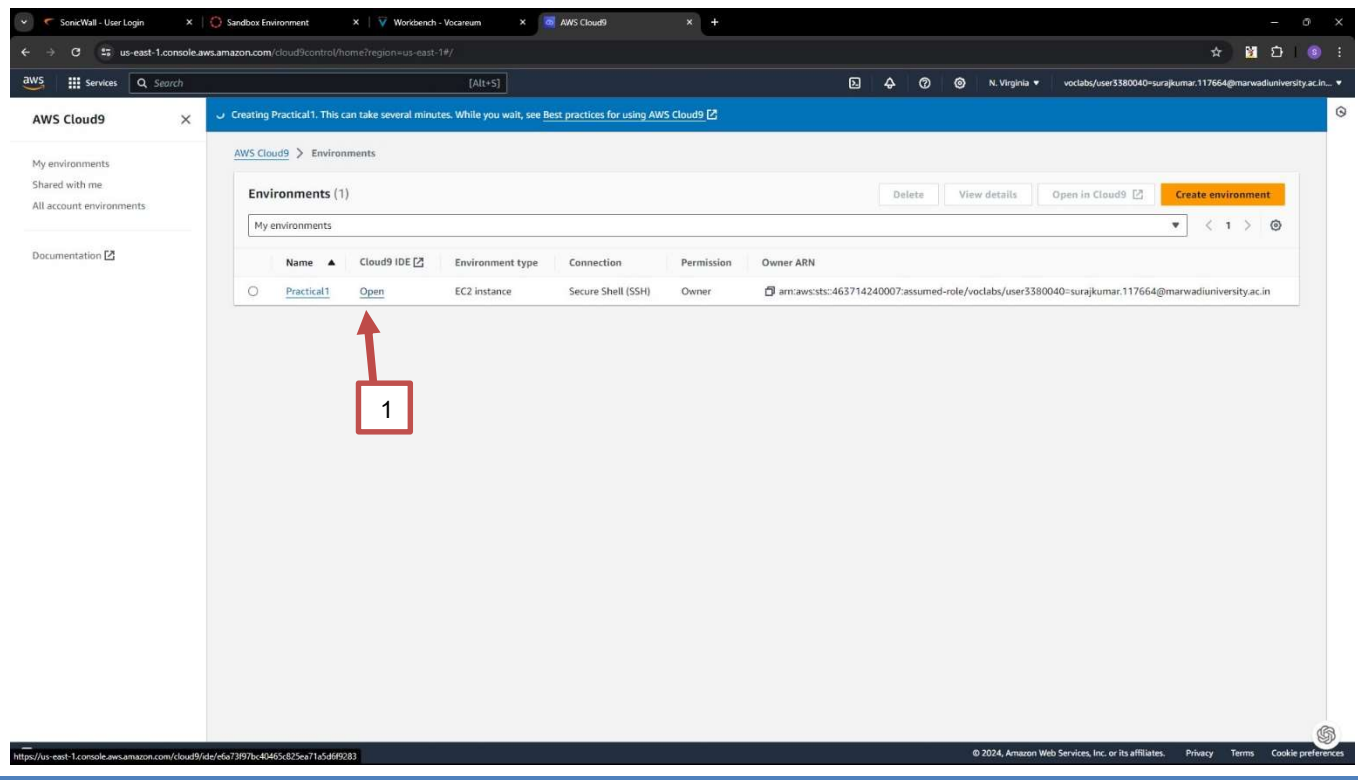 SonicWall - User Login
Sandbox Environment
Workbench - Vocareum
AWS Cloud9
us-east-1.console.aws.amazon.com/cloud9control/home?region=us-east-1#/
aws Services Search [Alt+S] N. Virginia voclabs/user3380040=surajkumar.117664@marwadiuniversity.ac.in...
AWS Cloud9
My environments
Shared with me
All account environments
Documentation
Creating Practical1. This can take several minutes. While you wait, see Best practices for using AWS Cloud9
AWS Cloud9 > Environments
Environments (1)
Delete View details Open in Cloud9 Create environment
My environments 1
Name Cloud9 IDE Environment type Connection Permission Owner ARN
Practical1 Open EC2 instance Secure Shell (SSH) Owner arn:aws:sts::463714240007:assumed-role/voclabs/user3380040=surajkumar.117664@marwadiuniversity.ac.in
1
https://us-east-1.console.aws.amazon.com/cloud9/ide/e6a73f97bc40465c825ea71a5d6f9283
© 2024, Amazon Web Services, Inc. or its affiliates. Privacy Terms Cookie preferences